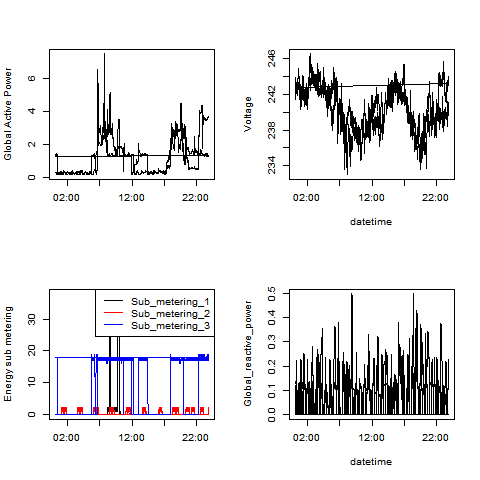 Global Active Power
6
4
2
0
02:00 12:00 22:00
Voltage
246
242
238
234
02:00 12:00 22:00
datetime
Energy sub metering
30
20
10
0
Sub_metering_1
Sub_metering_2
Sub_metering_3
02:00 12:00 22:00
Global_reactive_power
0.5
0.4
0.3
0.2
0.1
0.0
02:00 12:00 22:00
datetime